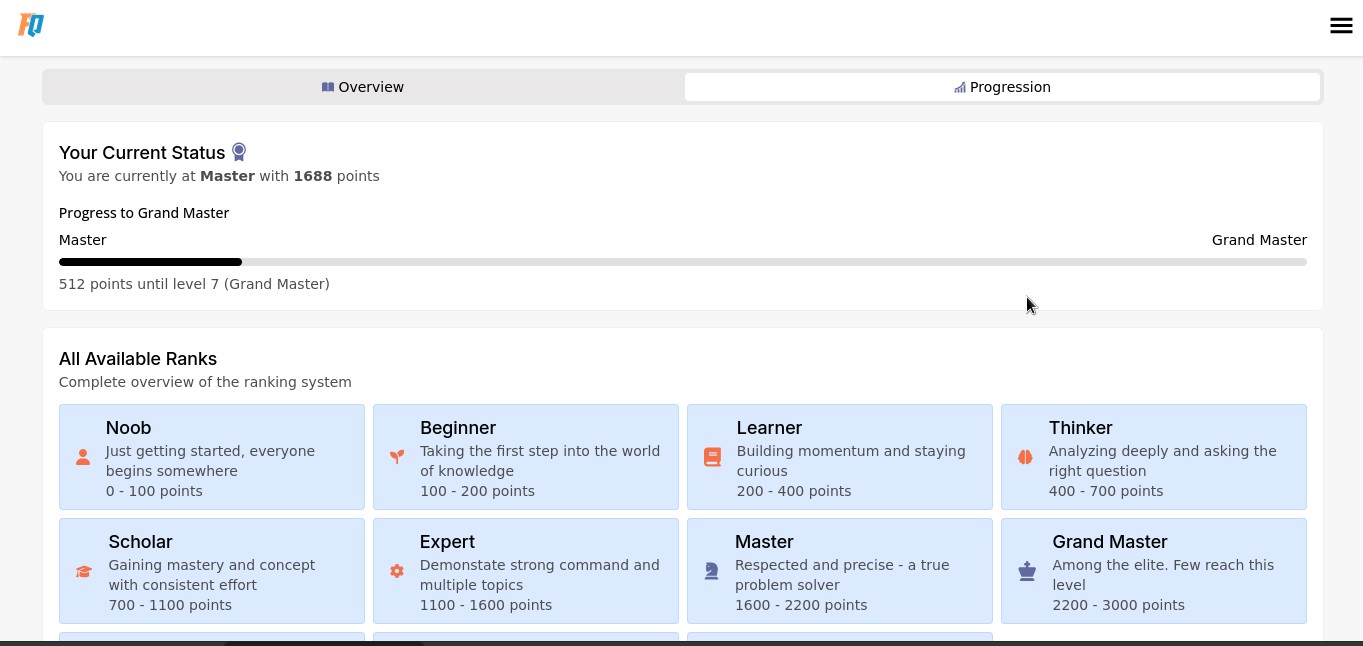 FQ
Overview
Progression
Your Current Status
You are currently at Master with 1688 points
Progress to Grand Master
Master
Grand Master
512 points until level 7 (Grand Master)
All Available Ranks
Complete overview of the ranking system
Noob
Just getting started, everyone
begins somewhere
0 - 100 points
Beginner
Taking the first step into the world
of knowledge
100 - 200 points
Learner
Building momentum and staying
curious
200 - 400 points
Thinker
Analyzing deeply and asking the
right question
400 - 700 points
Scholar
Gaining mastery and concept
with consistent effort
700 - 1100 points
Expert
Demonstate strong command and
multiple topics
1100 - 1600 points
Master
Respected and precise - a true
problem solver
1600 - 2200 points
Grand Master
Among the elite. Few reach this
level
2200 - 3000 points